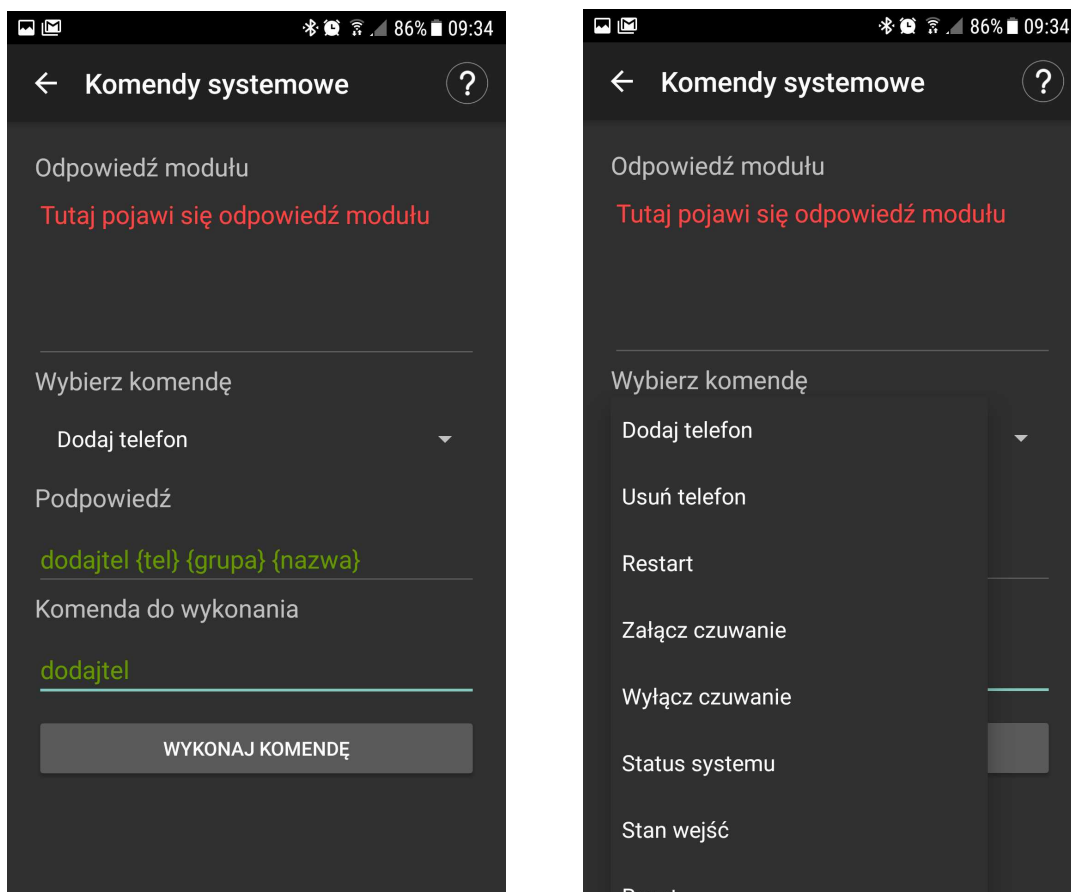 86% 09:34
Komendy systemowe ?
Odpowiedź modułu
Tutaj pojawi się odpowiedź modułu
Wybierz komendę
Dodaj telefon
Podpowiedź
dodajtel {tel} {grupa} {nazwa}
Komenda do wykonania
dodajtel
WYKONAJ KOMENDĘ
86% 09:34
Komendy systemowe ?
Odpowiedź modułu
Tutaj pojawi się odpowiedź modułu
Wybierz komendę
Dodaj telefon
Usuń telefon
Restart
Załącz czuwanie
Wyłącz czuwanie
Status systemu
Stan wejść